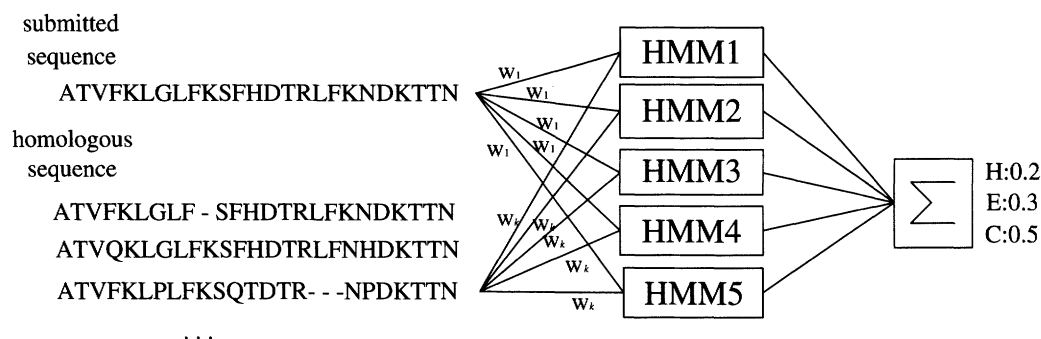 submitted
sequence
ATVFKLGLFKSFHDTRLFKNDKTTN
homologous
sequence
ATVFKLGLF - SFHDTRLFKNDKTTN
ATVQKLGLFKSFHDTRLFNHDKTTN
ATVFKLPLFKSQTDTR- - -NPDKTTN
...
W1
W1
W1
W1
W1
Wk
Wk
Wk
Wk
Wk
HMM1
HMM2
HMM3
HMM4
HMM5
Σ
H:0.2
E:0.3
C:0.5